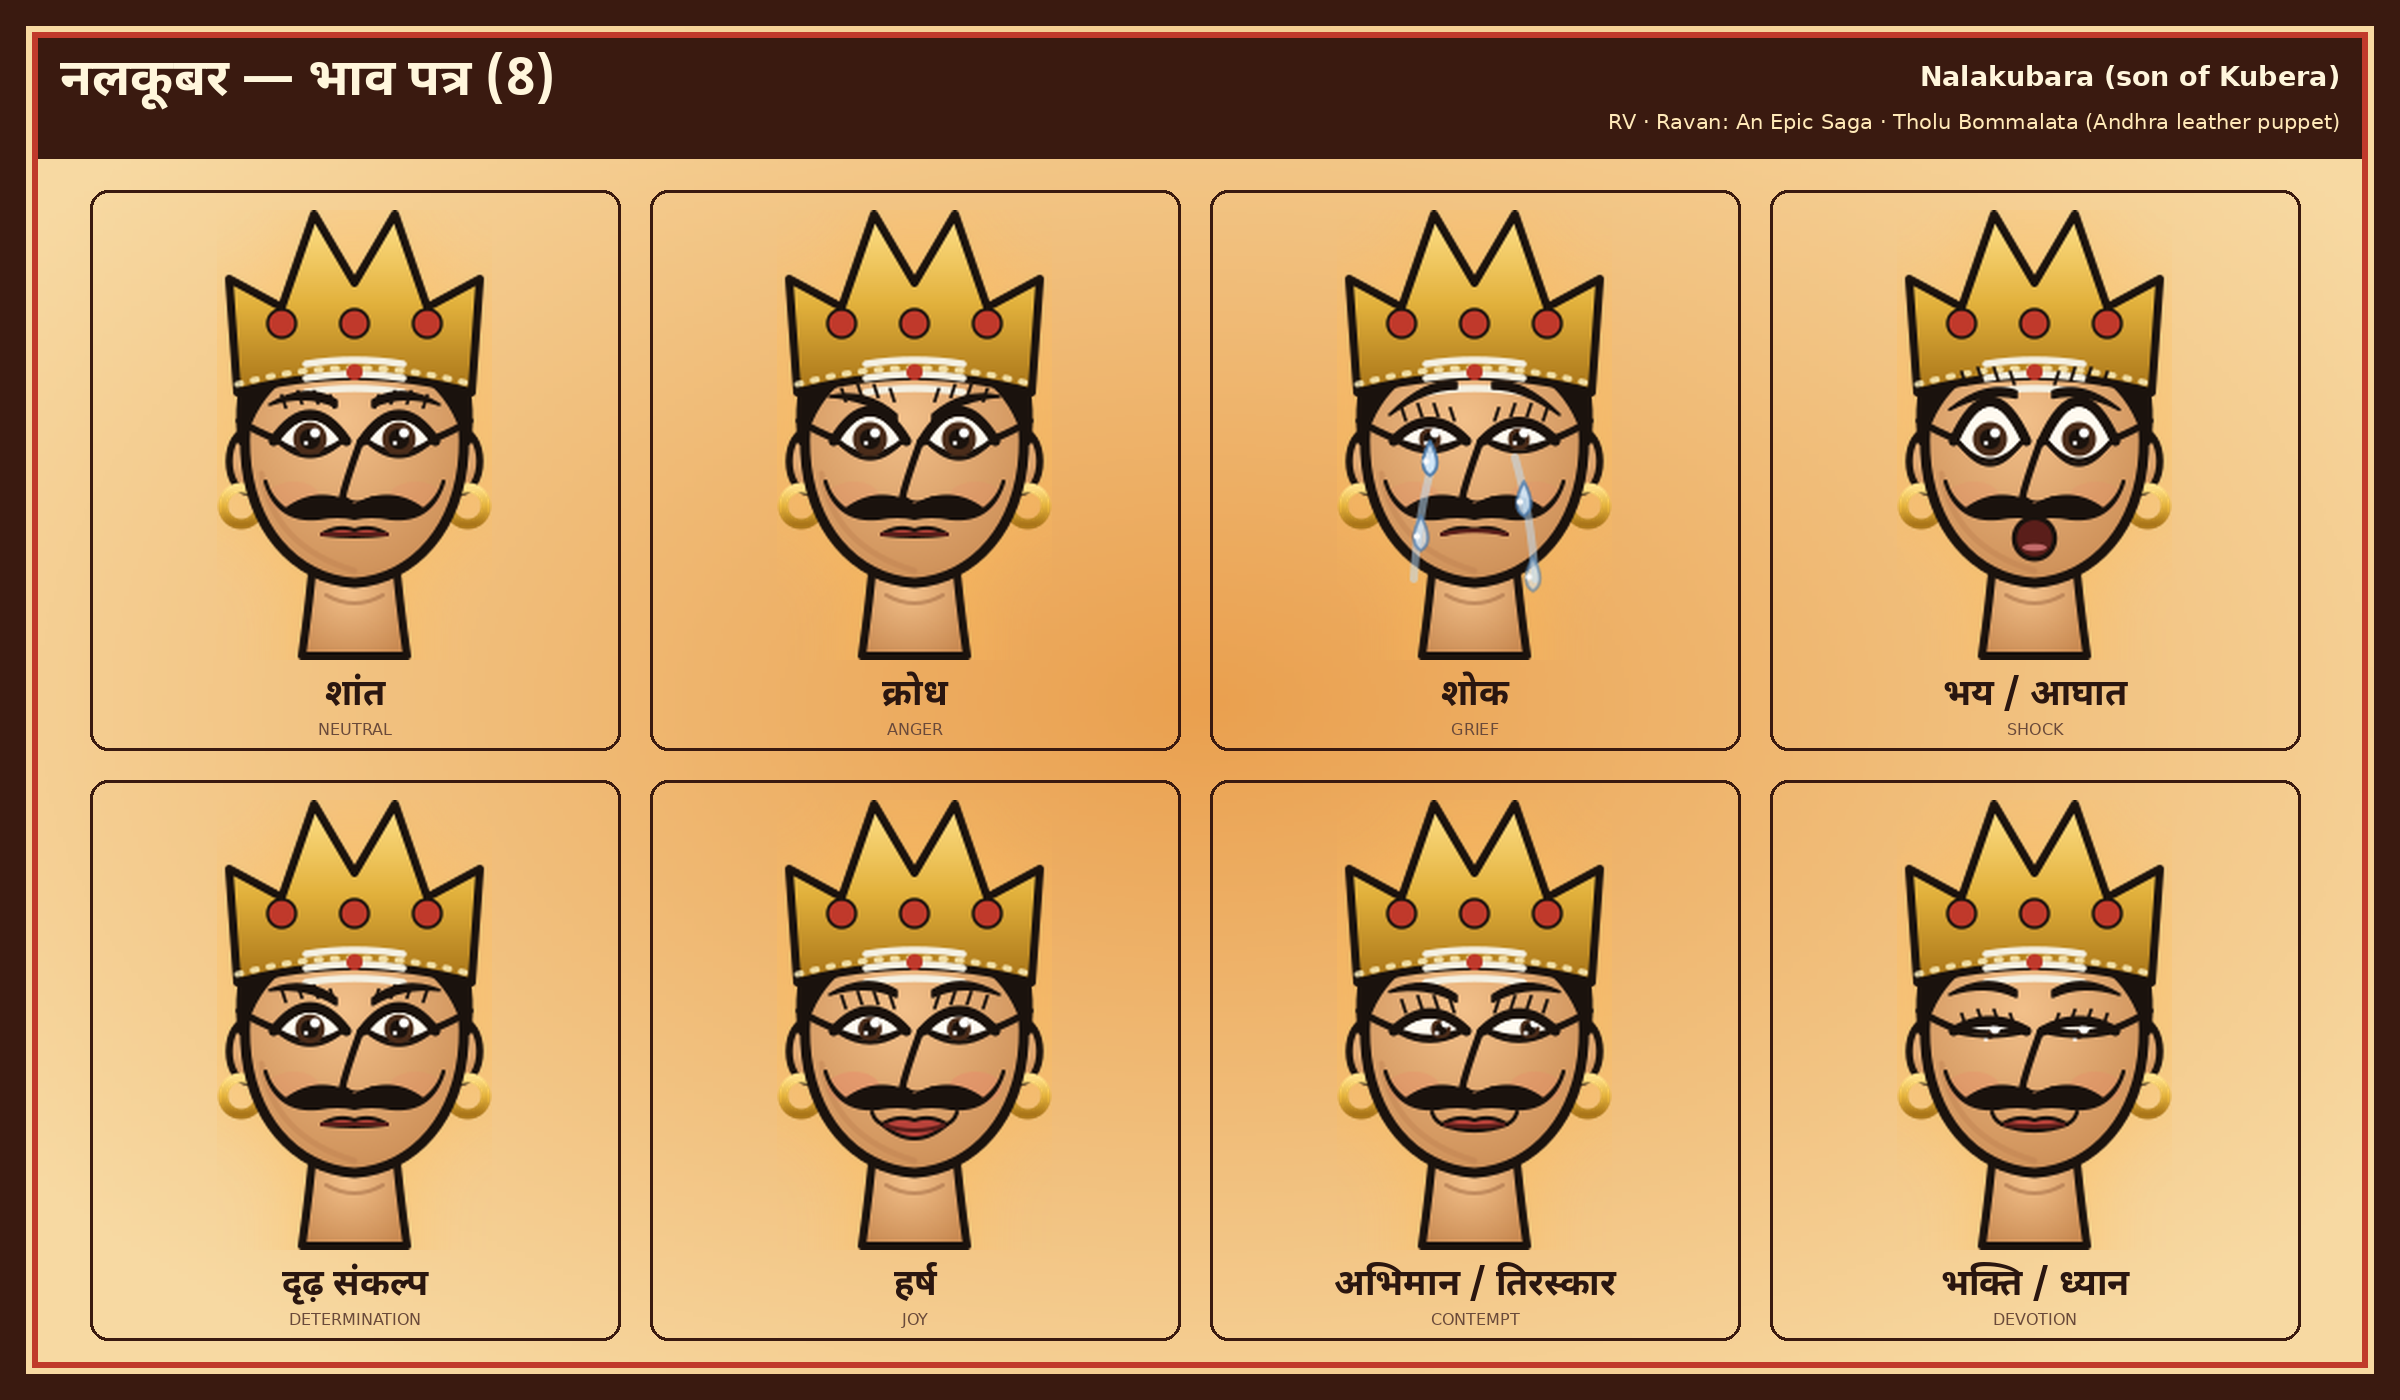 नलकूबर — भाव पत्र (8)
Nalakubara (son of Kubera)
RV · Ravan: An Epic Saga · Tholu Bommalata (Andhra leather puppet)
शांत
NEUTRAL
क्रोध
ANGER
शोक
GRIEF
भय / आघात
SHOCK
दृढ़ संकल्प
DETERMINATION
हर्ष
JOY
अभिमान / तिरस्कार
CONTEMPT
भक्ति / ध्यान
DEVOTION